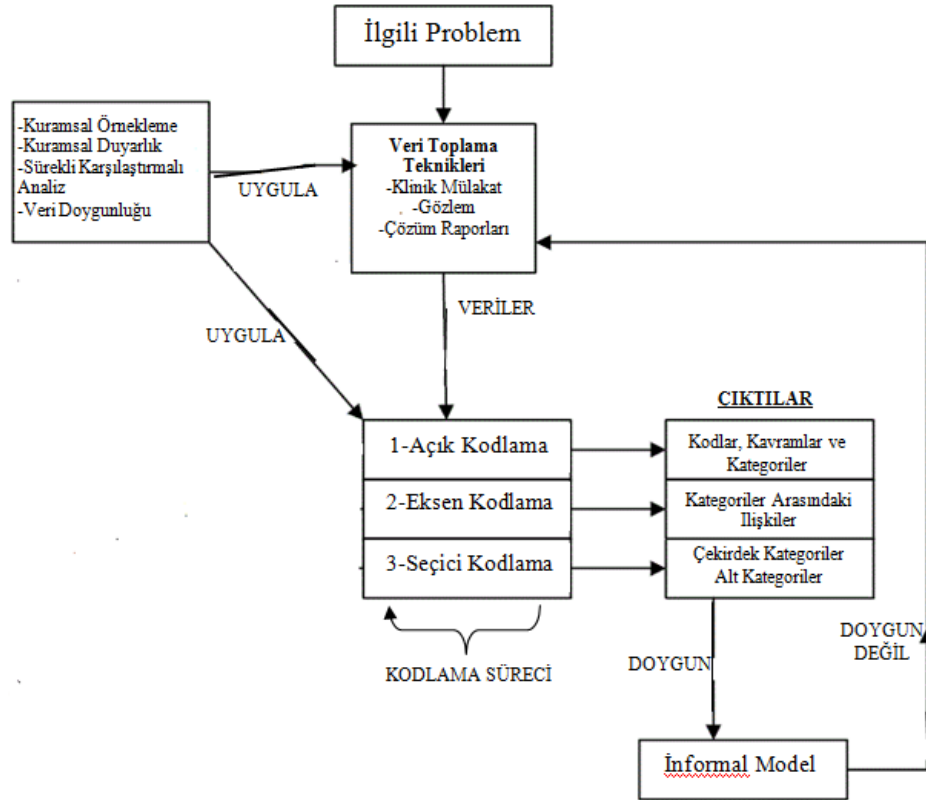 İlgili Problem
-Kuramsal Örnekleme
-Kuramsal Duyarlık
-Sürekli Karşılaştırmalı
Analiz
-Veri Doygunluğu
UYGULA
Veri Toplama
Teknikleri
-Klinik Mülakat
-Gözlem
-Çözüm Raporları
UYGULA
VERİLER
1-Açık Kodlama
2-Eksen Kodlama
3-Seçici Kodlama
KODLAMA SÜRECİ
ÇIKTILAR
Kodlar, Kavramlar ve
Kategoriler
Kategoriler Arasındaki
İlişkiler
Çekirdek Kategoriler
Alt Kategoriler
DOYGUN
DOYGUN
DEĞİL
İnformal Model